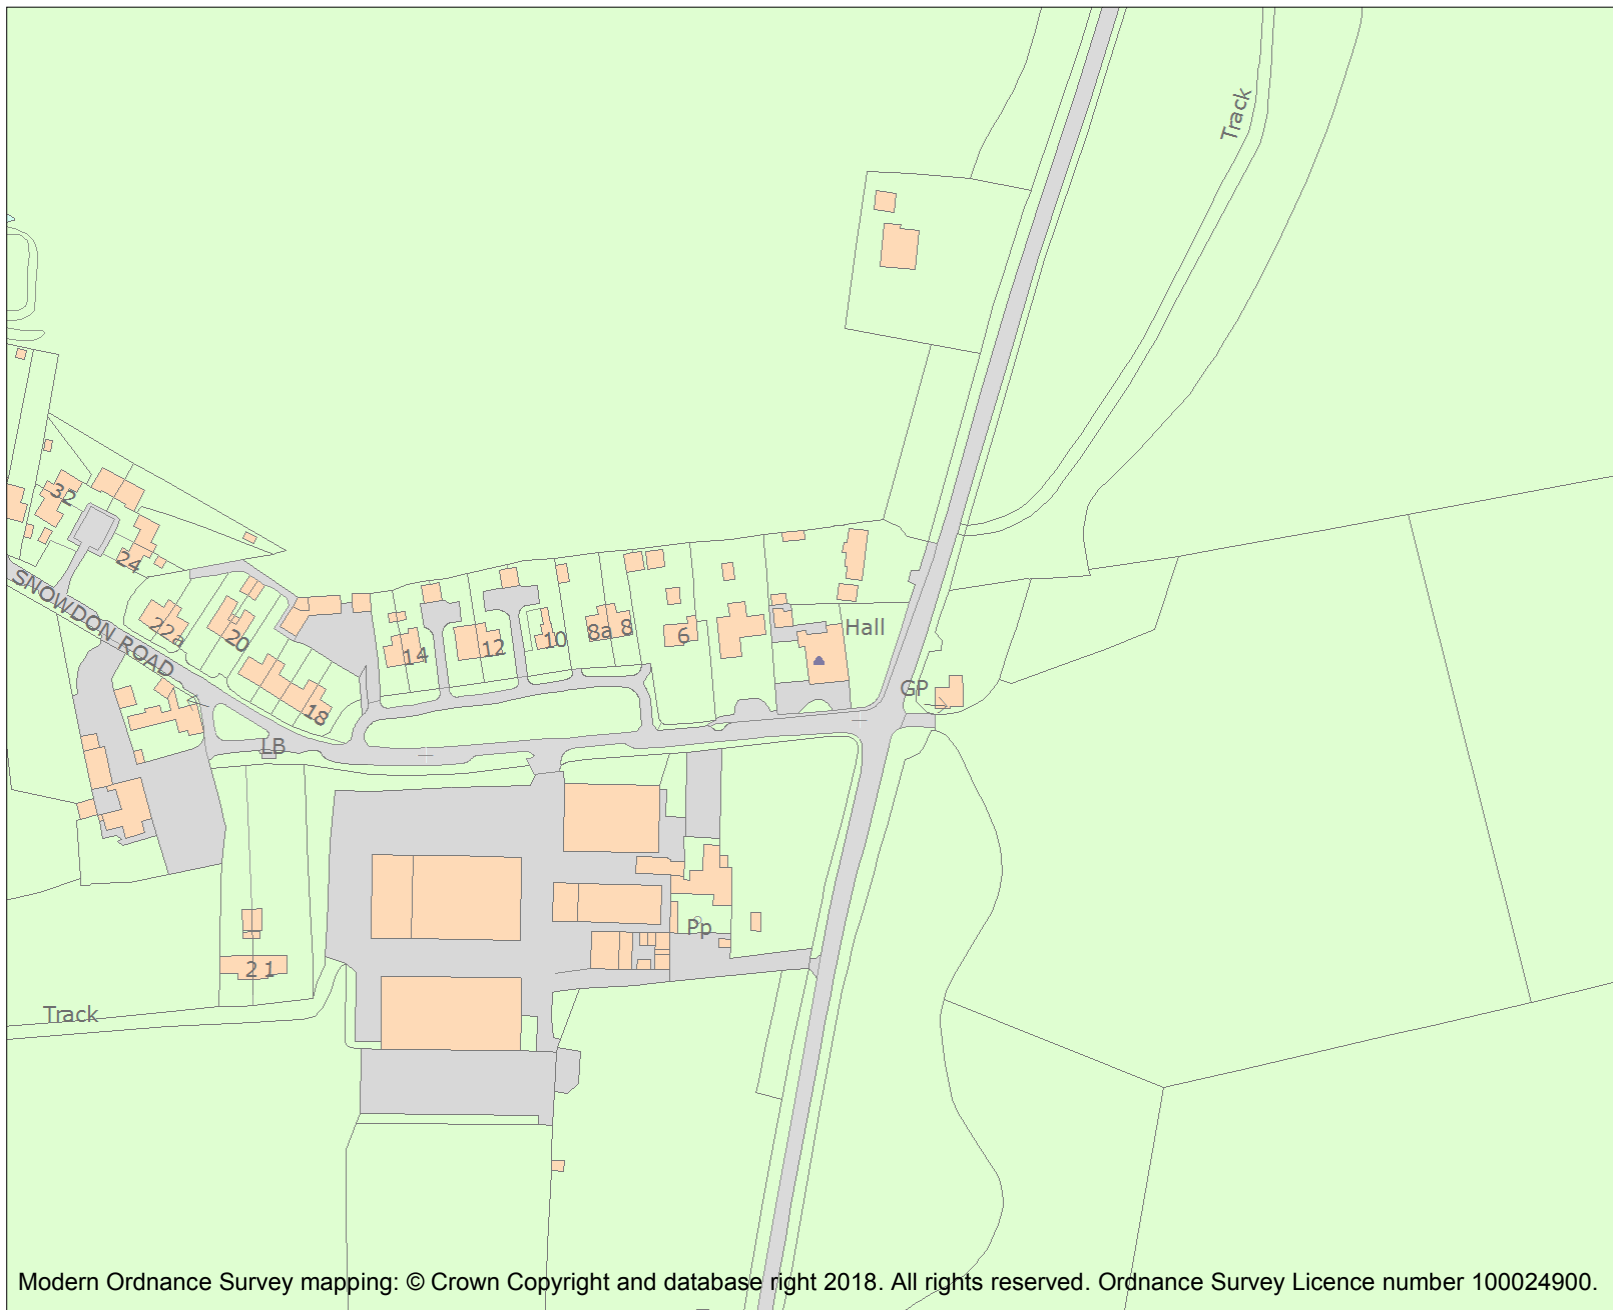 Track
32
24
SNOWDON ROAD
22a
20
18
14
12
10
8a
8
6
Hall
GP
LB
Pp
2 1
Track
Modern Ordnance Survey mapping: © Crown Copyright and database right 2018. All rights reserved. Ordnance Survey Licence number 100024900.